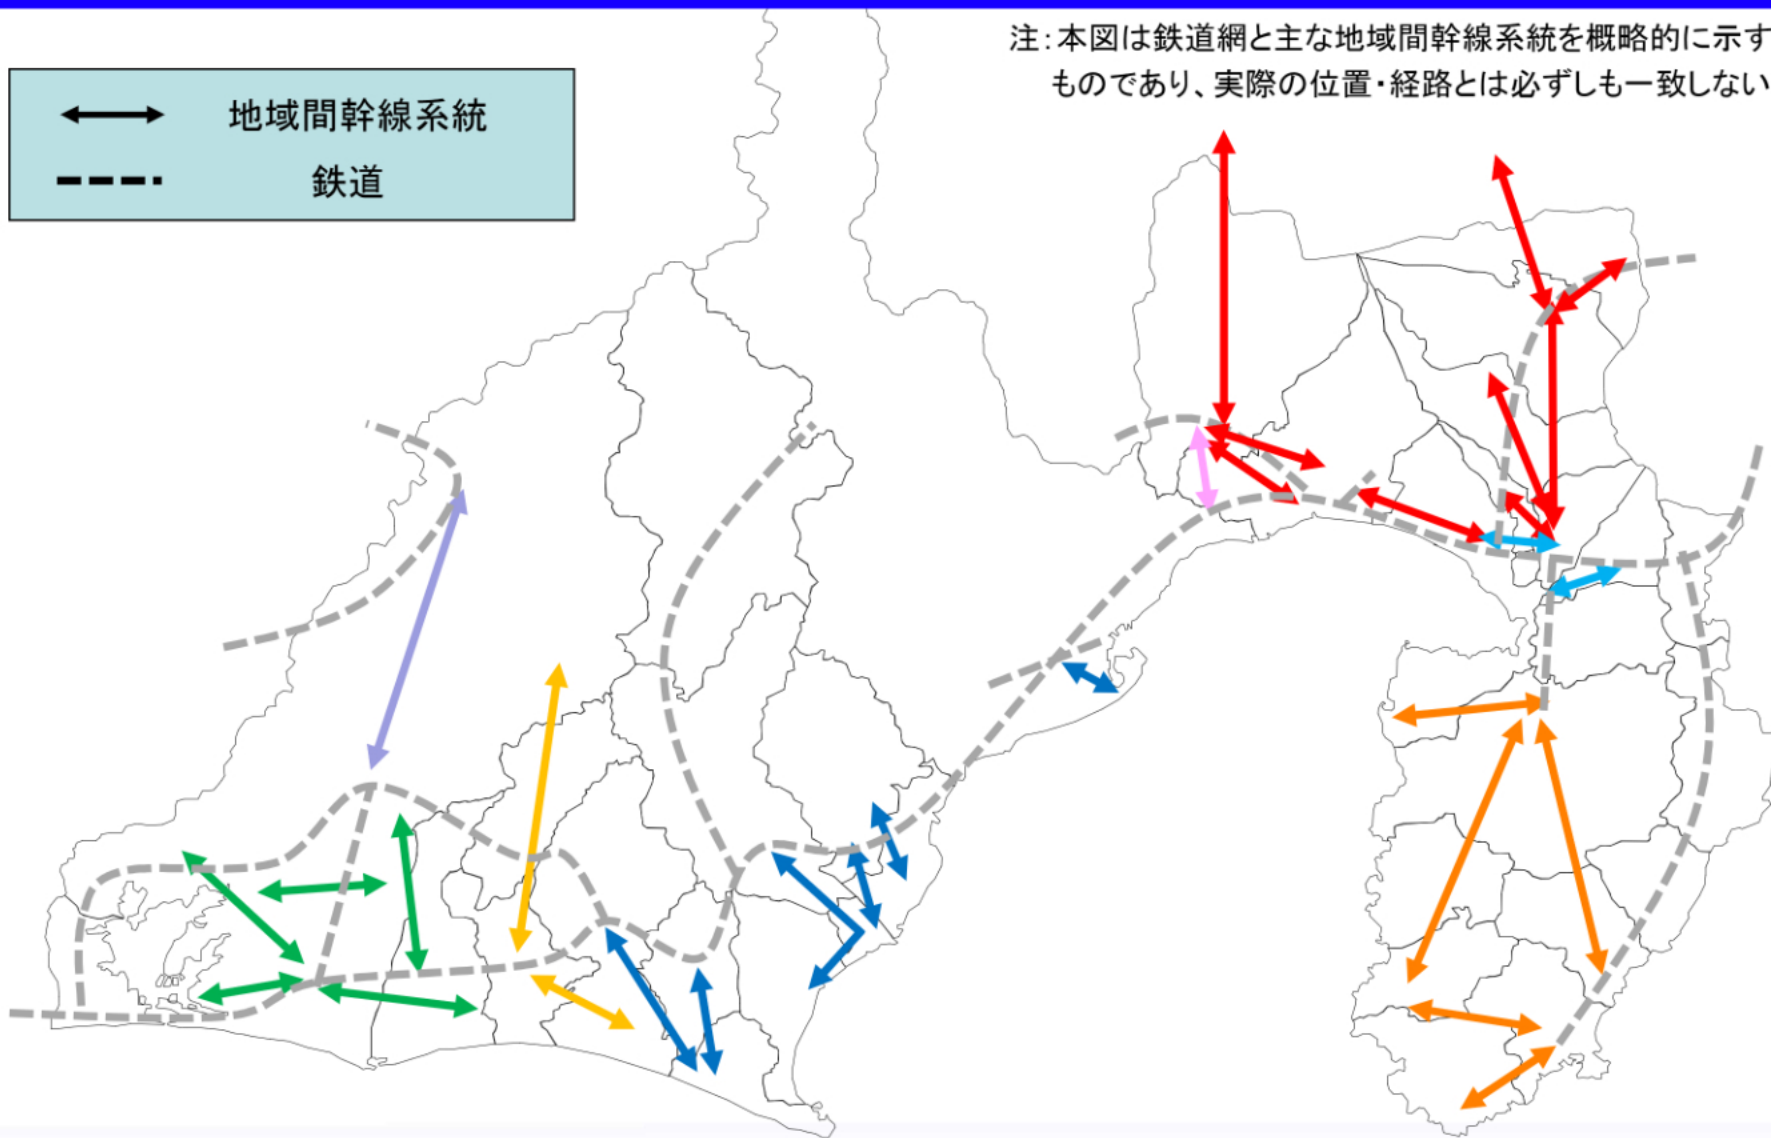 注:本図は鉄道網と主な地域間幹線系統を概略的に示す
ものであり、実際の位置・経路とは必ずしも一致しない
地域間幹線系統
鉄道